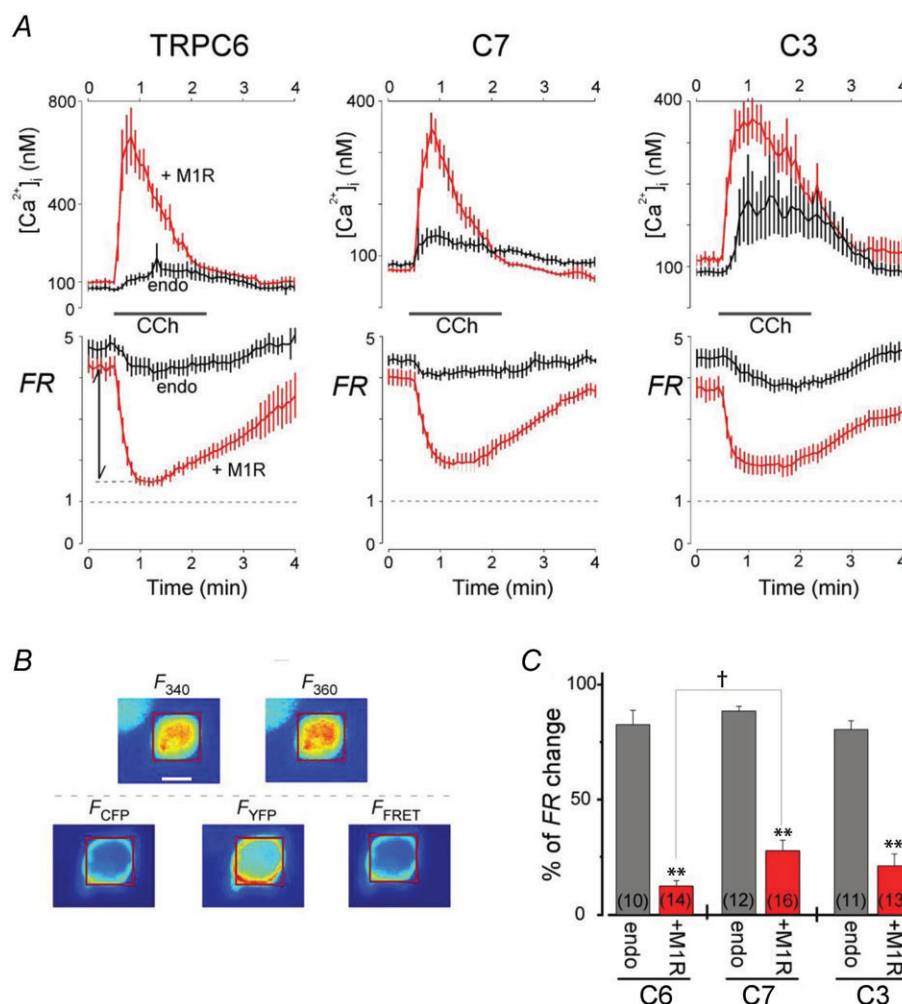 A
TRPC6
C7
C3
0 1 2 3 4
0 1 2 3 4
0 1 2 3 4
800
400
100
0
[Ca2+]i (nM)
+ M1R
endo
400
100
[Ca2+]i (nM)
400
100
[Ca2+]i (nM)
CCh
CCh
CCh
5
1
0
FR
endo
+ M1R
5
1
0
FR
5
1
0
FR
0 1 2 3 4
0 1 2 3 4
0 1 2 3 4
Time (min)
Time (min)
Time (min)
B
F340
F360
FCFP
FYFP
FFRET
C
100
50
0
% of FR change
†
**
**
**
(10)
(14)
(12)
(16)
(11)
(13)
endo
+M1R
endo
+M1R
endo
+M1R
C6
C7
C3